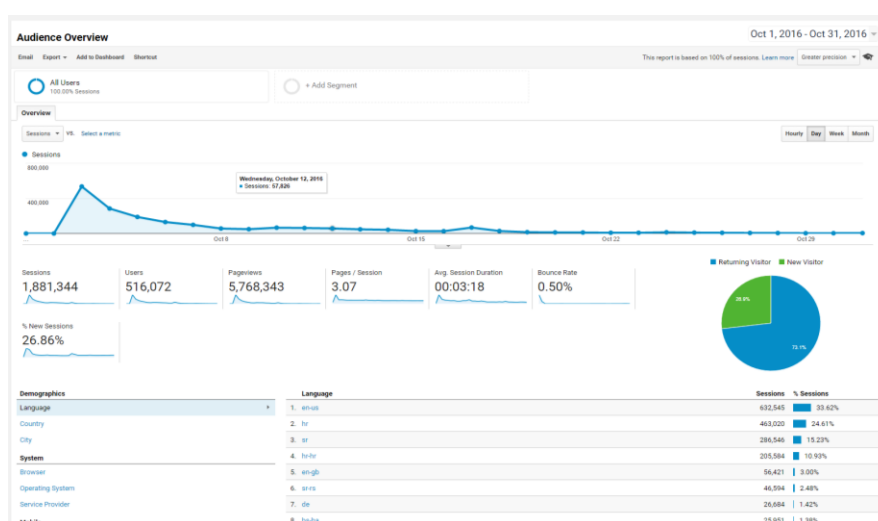 Audience Overview
Oct 1, 2016 - Oct 31, 2016
Email Export Add to Dashboard Shortcut
This report is based on 100% of sessions. Learn more Greater precision
All Users
100.00% Sessions
+ Add Segment
Overview
Sessions VS. Select a metric
Hourly Day Week Month
Sessions
800,000
400,000
Wednesday, October 12, 2016
Sessions: 57,826
... Oct 8 Oct 15 Oct 22 Oct 29
Returning Visitor New Visitor
Sessions
1,881,344
Users
516,072
Pageviews
5,768,343
Pages / Session
3.07
Avg. Session Duration
00:03:18
Bounce Rate
0.50%
% New Sessions
26.86%
26.9%
73.1%
Demographics
Language
Country
City
System
Browser
Operating System
Service Provider
Language Sessions % Sessions
1. en-us 632,545 33.62%
2. hr 463,020 24.61%
3. sr 286,546 15.23%
4. hr-hr 205,584 10.93%
5. en-gb 56,421 3.00%
6. sr-rs 46,594 2.48%
7. de 26,684 1.42%